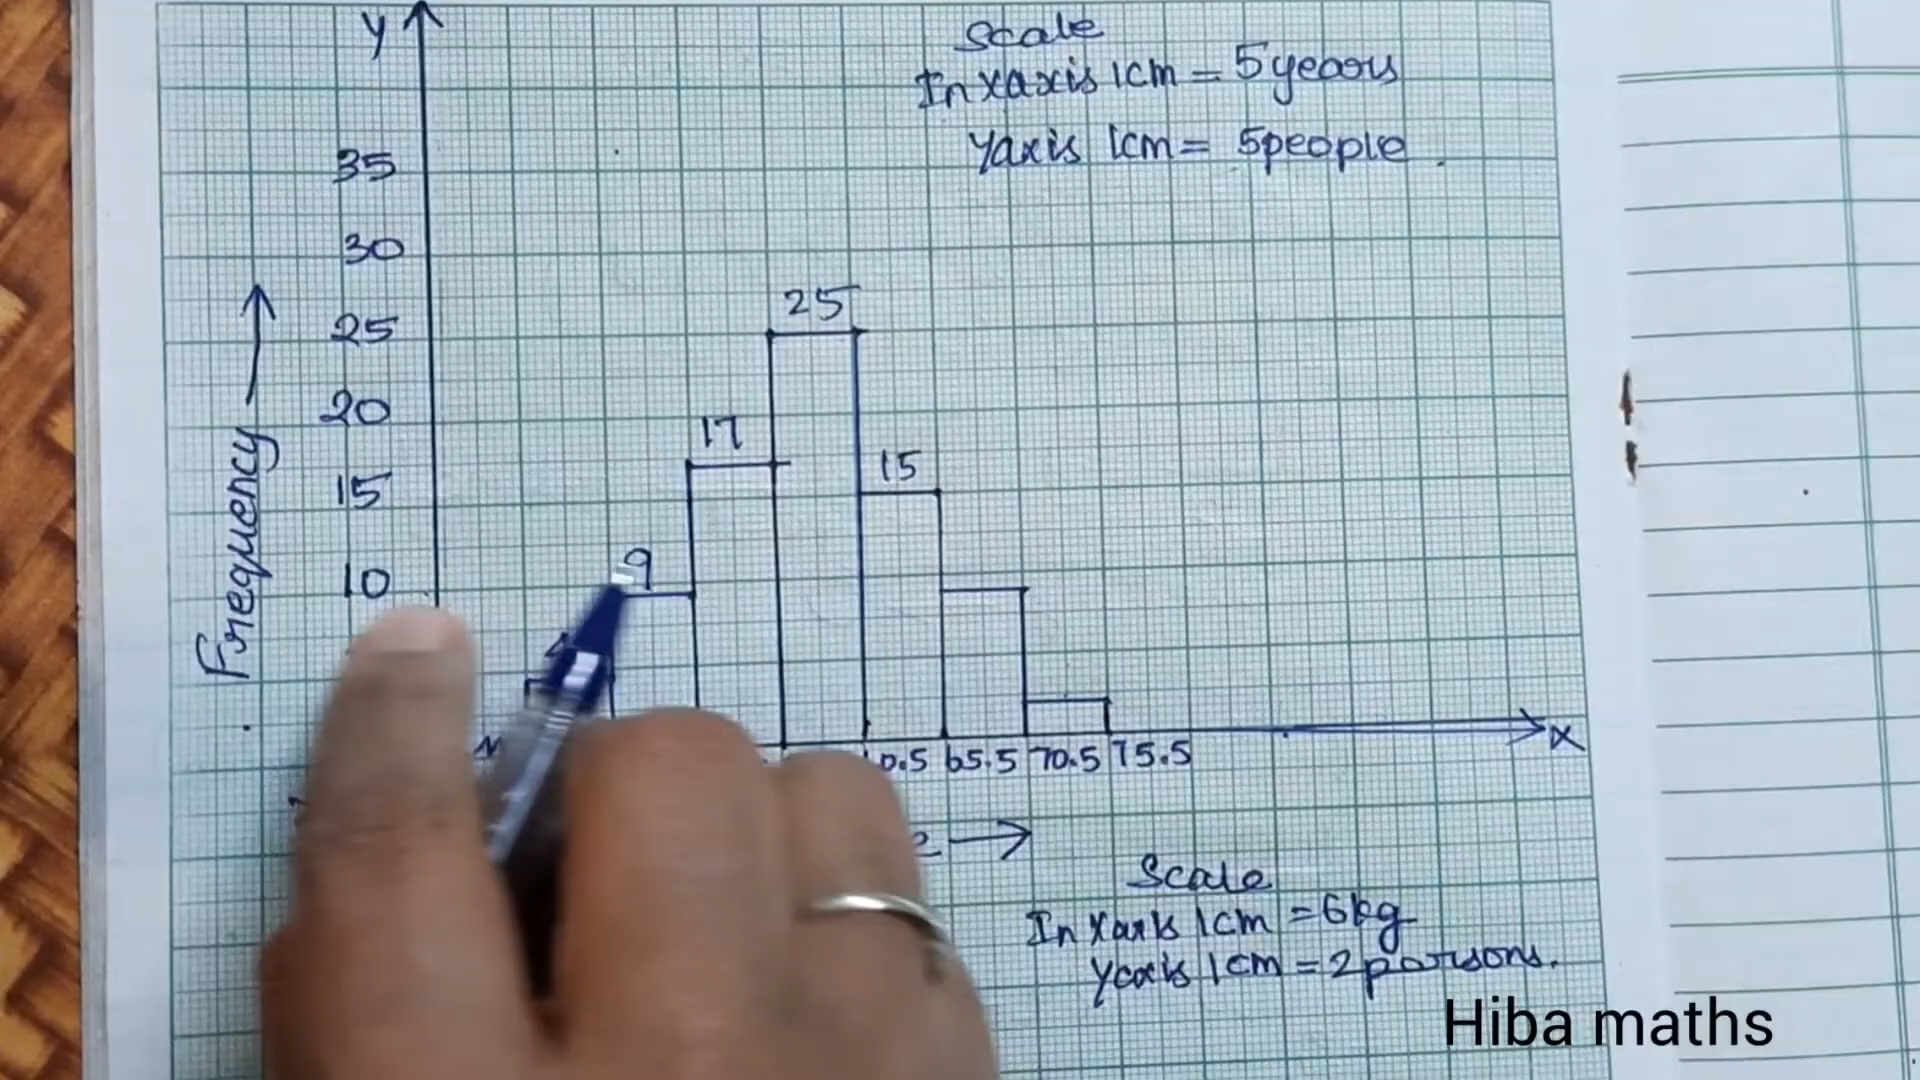 y
Scale
In x axis 1cm = 5 years
Y axis 1cm = 5 people.
35
30
25
20
15
10
Frequency
25
17
15
9
65.5 70.5 75.5
x
Scale
In X axis 1cm = 6kg
Y axis 1cm = 2 parsons.
Hiba maths